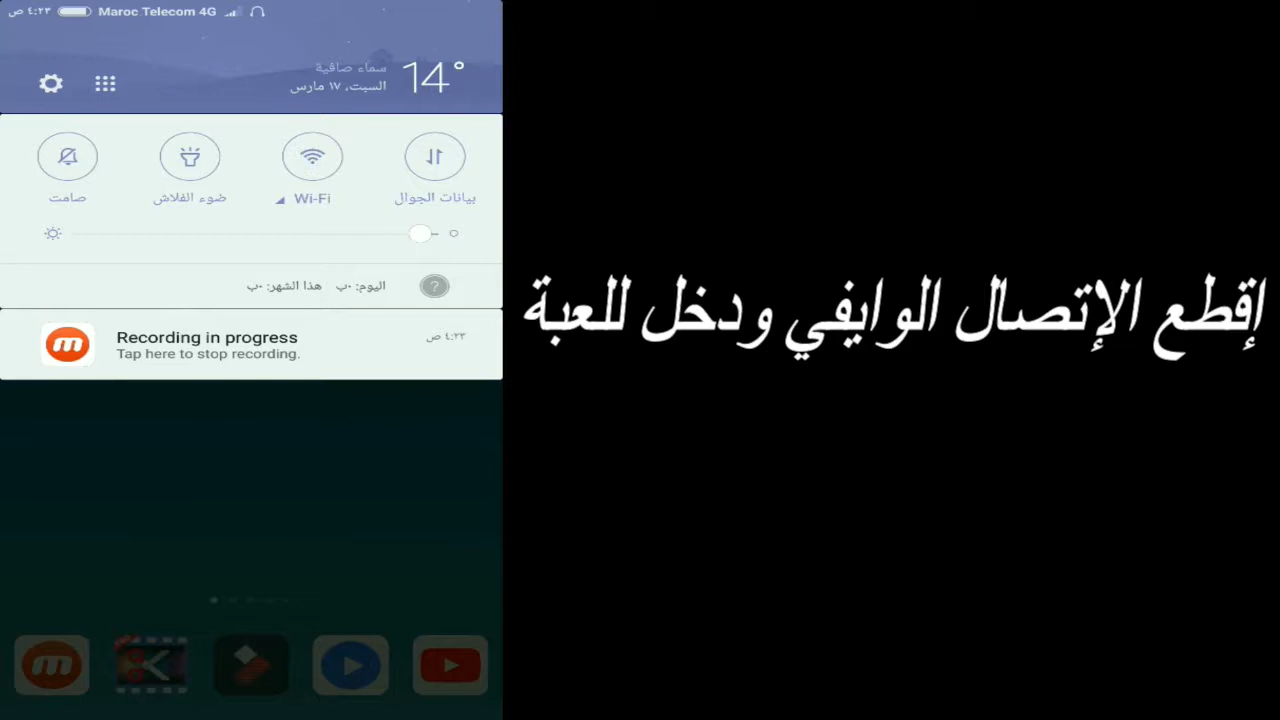 ٤:٢٣ ص Maroc Telecom 4G
14°
سماء صافية
السبت، ١٧ مارس
بيانات الجوال
Wi-Fi
ضوء الفلاش
صامت
اليوم: ٠ب هذا الشهر: ٠ب
Recording in progress
٤:٢٣ ص
Tap here to stop recording.
إقطع الإتصال الوايفي ودخل للعبة